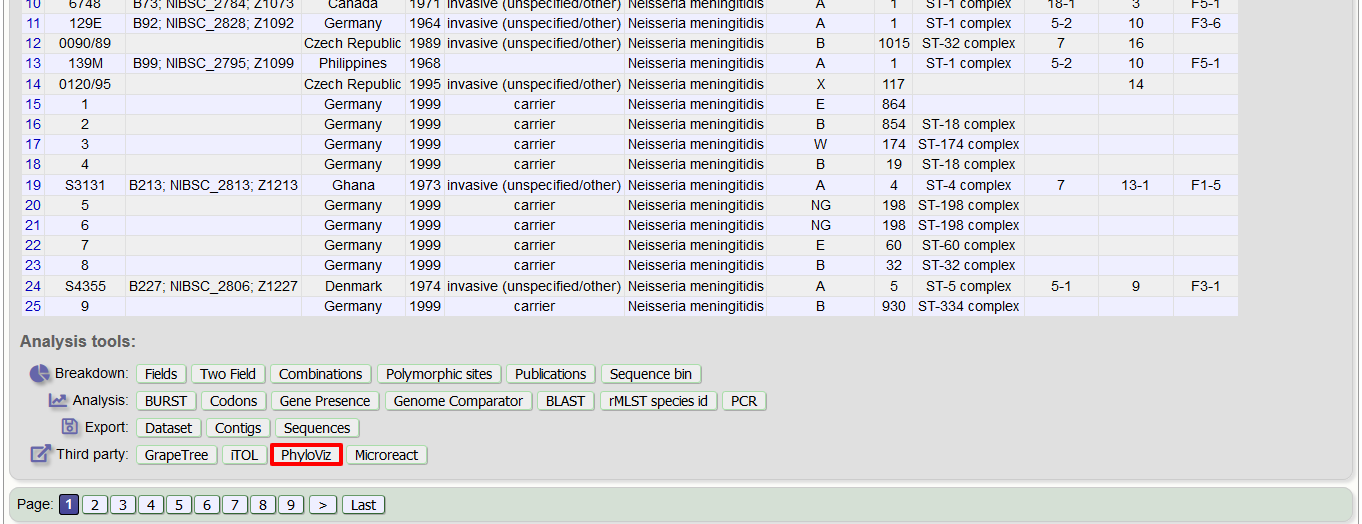 10 6748 B73; NIBSC_2784; Z1073 Canada 1971 invasive (unspecified/other) Neisseria meningitidis A 1 ST-1 complex 18-1 3 F5-1
11 129E B92; NIBSC_2828; Z1092 Germany 1964 invasive (unspecified/other) Neisseria meningitidis A 1 ST-1 complex 5-2 10 F3-6
12 0090/89 Czech Republic 1989 invasive (unspecified/other) Neisseria meningitidis B 1015 ST-32 complex 7 16
13 139M B99; NIBSC_2795; Z1099 Philippines 1968 Neisseria meningitidis A 1 ST-1 complex 5-2 10 F5-1
14 0120/95 Czech Republic 1995 invasive (unspecified/other) Neisseria meningitidis X 117 14
15 1 Germany 1999 carrier Neisseria meningitidis E 864
16 2 Germany 1999 carrier Neisseria meningitidis B 854 ST-18 complex
17 3 Germany 1999 carrier Neisseria meningitidis W 174 ST-174 complex
18 4 Germany 1999 carrier Neisseria meningitidis B 19 ST-18 complex
19 S3131 B213; NIBSC_2813; Z1213 Ghana 1973 invasive (unspecified/other) Neisseria meningitidis A 4 ST-4 complex 7 13-1 F1-5
20 5 Germany 1999 carrier Neisseria meningitidis NG 198 ST-198 complex
21 6 Germany 1999 carrier Neisseria meningitidis NG 198 ST-198 complex
22 7 Germany 1999 carrier Neisseria meningitidis E 60 ST-60 complex
23 8 Germany 1999 carrier Neisseria meningitidis B 32 ST-32 complex
24 S4355 B227; NIBSC_2806; Z1227 Denmark 1974 invasive (unspecified/other) Neisseria meningitidis A 5 ST-5 complex 5-1 9 F3-1
25 9 Germany 1999 carrier Neisseria meningitidis B 930 ST-334 complex
Analysis tools:
Breakdown: Fields Two Field Combinations Polymorphic sites Publications Sequence bin
Analysis: BURST Codons Gene Presence Genome Comparator BLAST rMLST species id PCR
Export: Dataset Contigs Sequences
Third party: GrapeTree iTOL PhyloViz Microreact
Page: 1 2 3 4 5 6 7 8 9 > Last